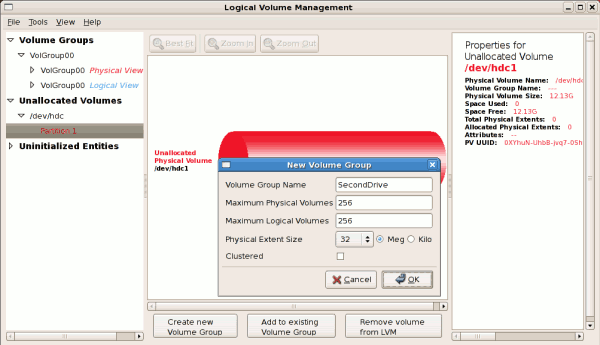 Logical Volume Management
File Tools View Help
Volume Groups
VolGroup00
VolGroup00 Physical View
VolGroup00 Logical View
Unallocated Volumes
/dev/hdc
Partition 1
Uninitialized Entities
Best Fit Zoom In Zoom Out
Unallocated
Physical Volume
/dev/hdc1
New Volume Group
Volume Group Name SecondDrive
Maximum Physical Volumes 256
Maximum Logical Volumes 256
Physical Extent Size 32 Meg Kilo
Clustered
Cancel OK
Create new
Volume Group
Add to existing
Volume Group
Remove volume
from LVM
Properties for
Unallocated Volume
/dev/hdc1
Physical Volume Name: /dev/hdc
Volume Group Name: ---
Physical Volume Size: 12.13G
Space Used: 0
Space Free: 12.13G
Total Physical Extents: 0
Allocated Physical Extents: 0
Attributes: --
PV UUID: